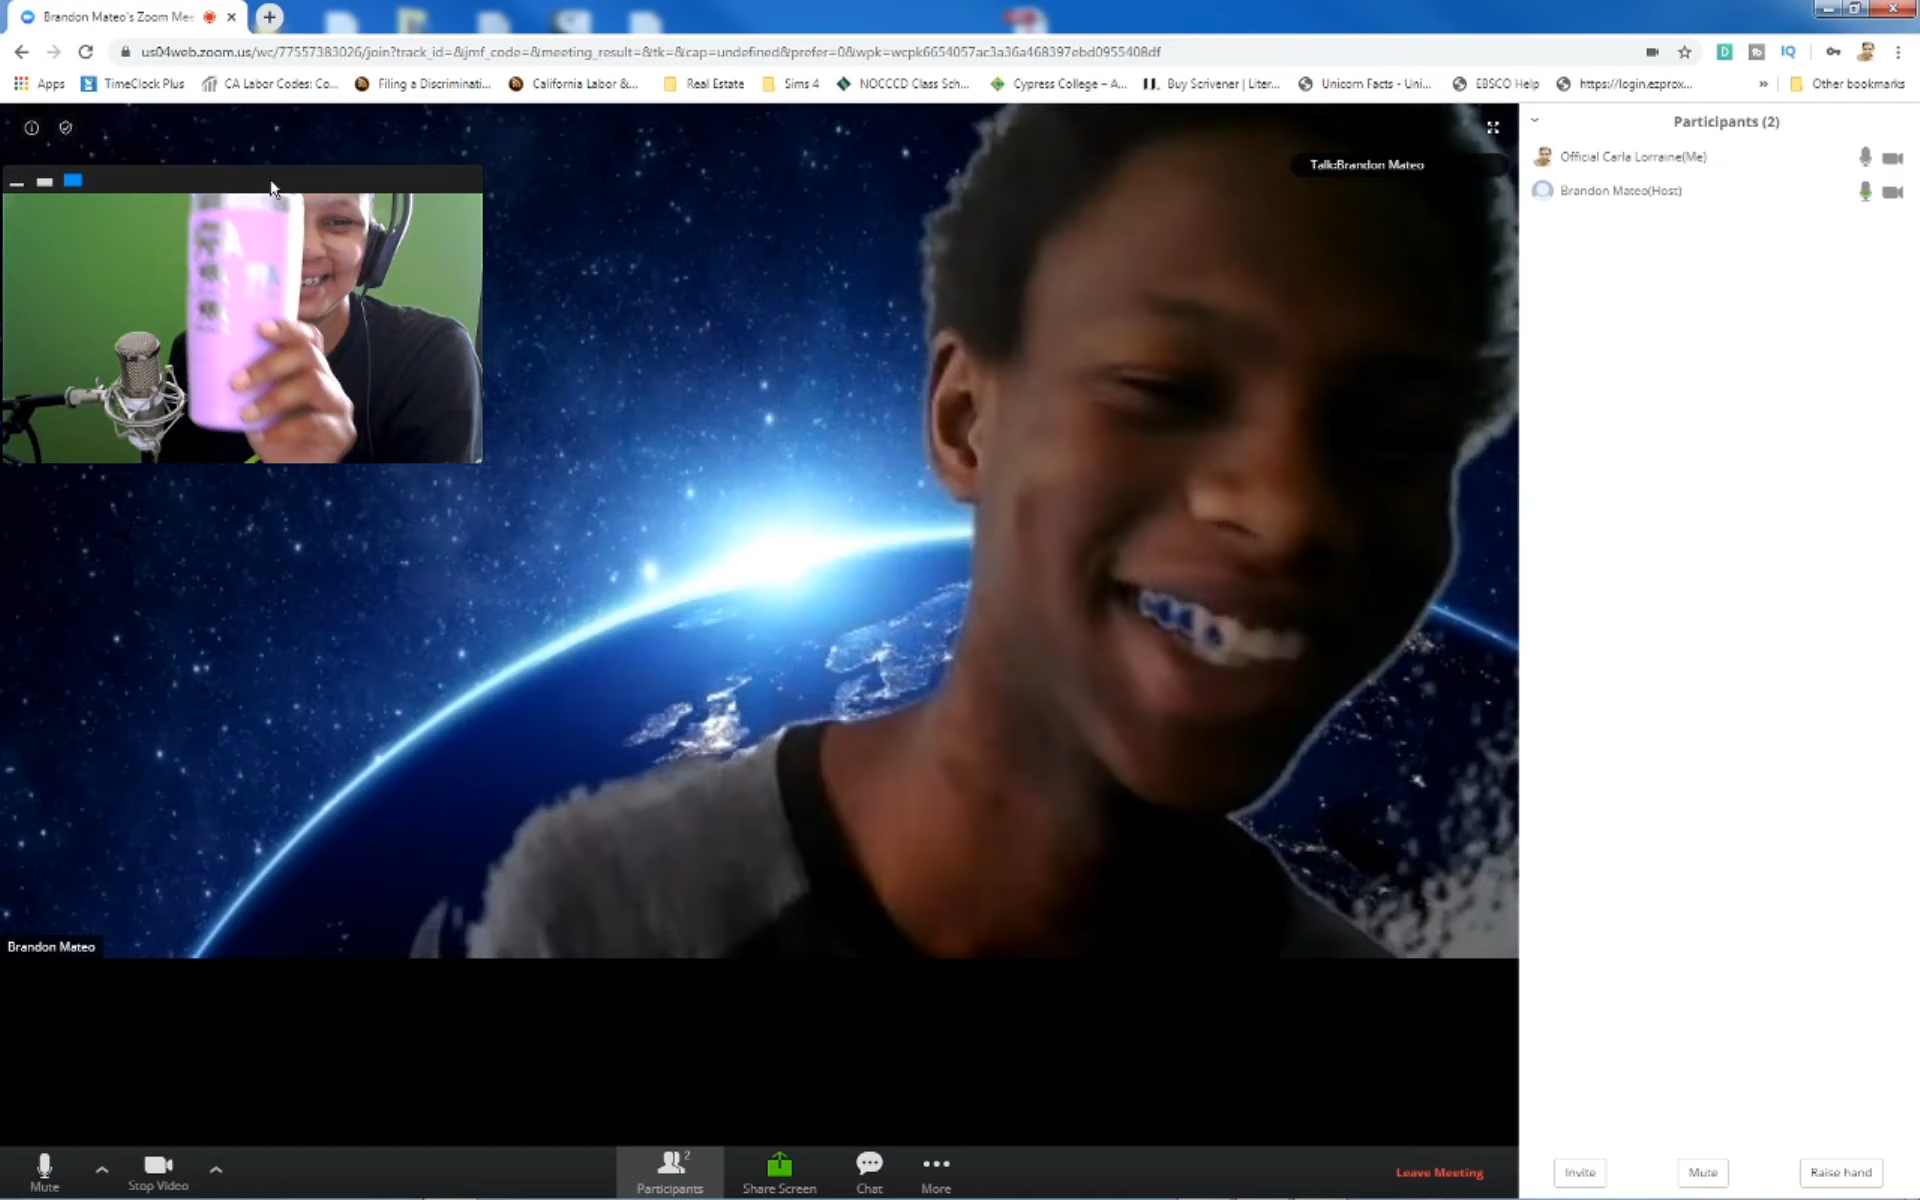 Brandon Mateo's Zoom Mee
us04web.zoom.us/wc/77557383026/join?track_id=&jmf_code=&meeting_result=&tk=&cap=undefined&prefer=0&wpk=wcpk6654057ac3a36a468397ebd0955408df
Apps TimeClock Plus CA Labor Codes: Co... Filing a Discriminati... California Labor &... Real Estate Sims 4 NOCCCD Class Sch... Cypress College – A... Buy Scrivener | Liter... Unicorn Facts - Uni... EBSCO Help https://login.ezprox... » Other bookmarks
Talk:Brandon Mateo
Brandon Mateo
Participants (2)
Official Carla Lorraine(Me)
Brandon Mateo(Host)
Mute
Stop Video
2
Participants
Share Screen
Chat
More
Leave Meeting
Invite
Mute
Raise hand